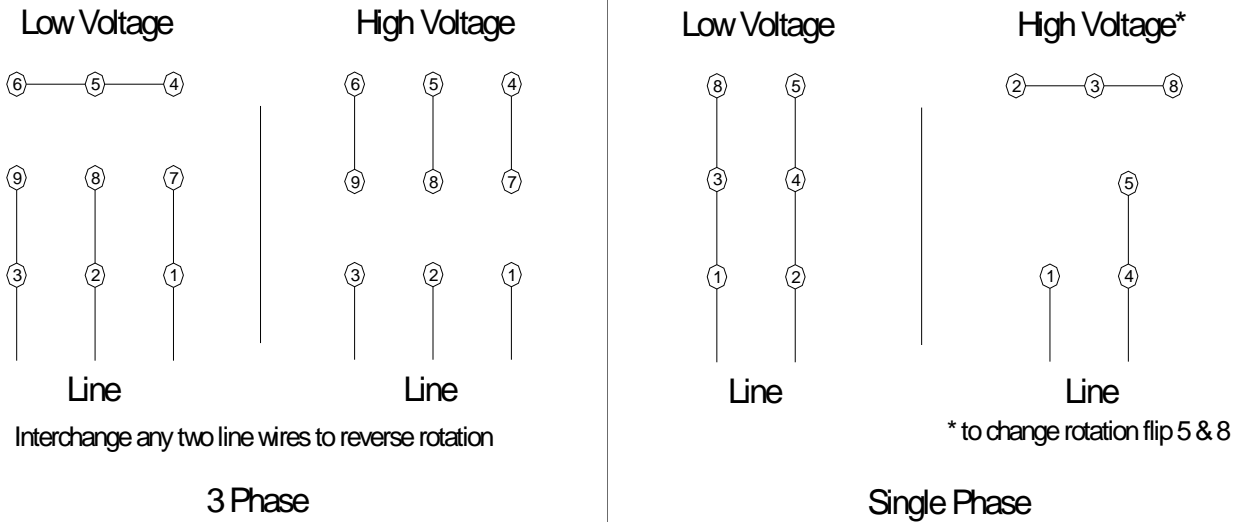 Low Voltage
High Voltage
6 5 4
9 8 7
3 2 1
Line
6 5 4
9 8 7
3 2 1
Line
Interchange any two line wires to reverse rotation
3 Phase
Low Voltage
High Voltage*
8 5
3 4
1 2
Line
2 3 8
5
1 4
Line
* to change rotation flip 5 & 8
Single Phase